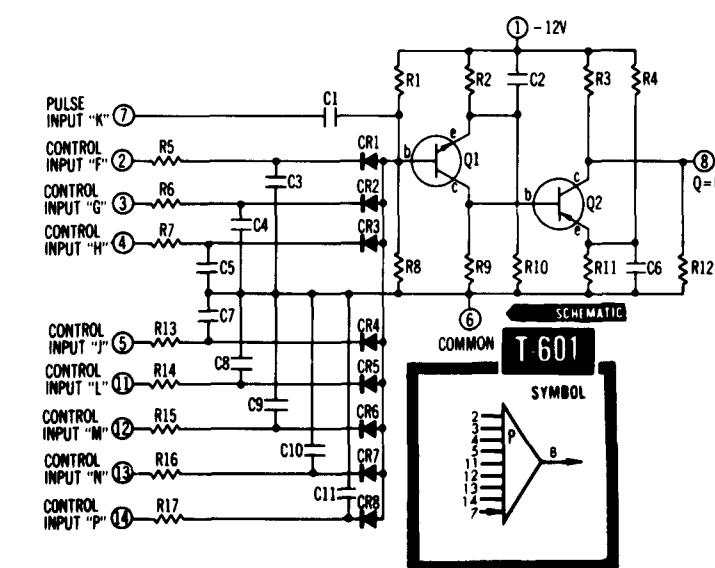 1 -12V
R1
R2
C2
R3
R4
PULSE
INPUT "K" 7
C1
CONTROL
INPUT "F" 2
R5
CR1
b
e
Q1
c
8
Q=
C3
CONTROL
INPUT "G" 3
R6
CR2
C4
b
c
Q2
e
CONTROL
INPUT "H" 4
R7
CR3
C5
R8
R9
R10
R11
C6
R12
C7
6
COMMON
SCHEMATIC
CONTROL
INPUT "J" 5
R13
CR4
T-601
C8
CONTROL
INPUT "L" 11
R14
CR5
SYMBOL
C9
CONTROL
INPUT "M" 12
R15
CR6
C10
CONTROL
INPUT "N" 13
R16
CR7
C11
CONTROL
INPUT "P" 14
R17
CR8
2
3
4
5
11
12
13
14
7
P
8